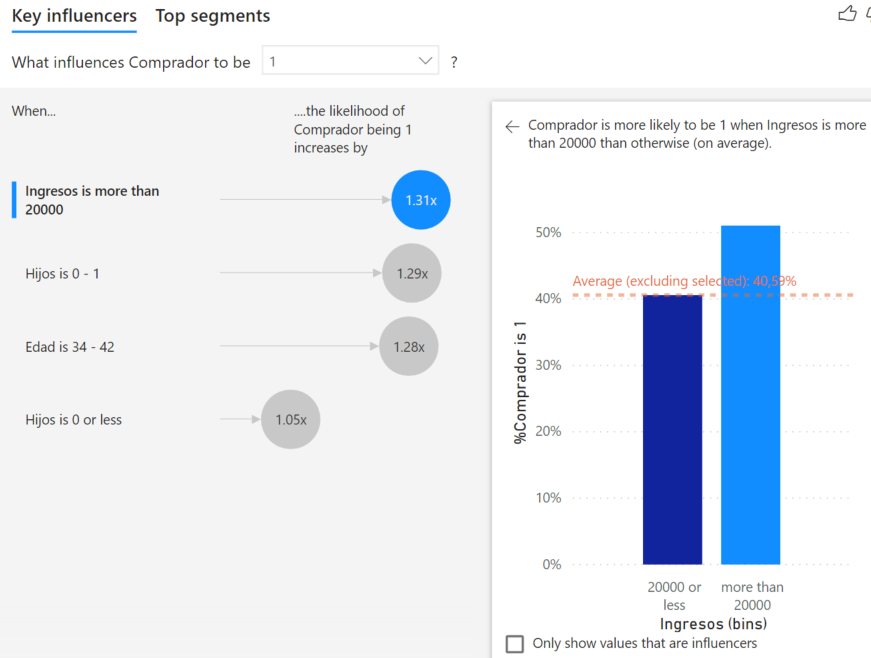 Key influencers Top segments
What influences Comprador to be 1 ?
When...
....the likelihood of
Comprador being 1
increases by
Ingresos is more than
20000
1.31x
Hijos is 0 - 1
1.29x
Edad is 34 - 42
1.28x
Hijos is 0 or less
1.05x
← Comprador is more likely to be 1 when Ingresos is more
than 20000 than otherwise (on average).
%Comprador is 1
50%
Average (excluding selected): 40,59%
40%
30%
20%
10%
0%
20000 or
less
more than
20000
Ingresos (bins)
Only show values that are influencers